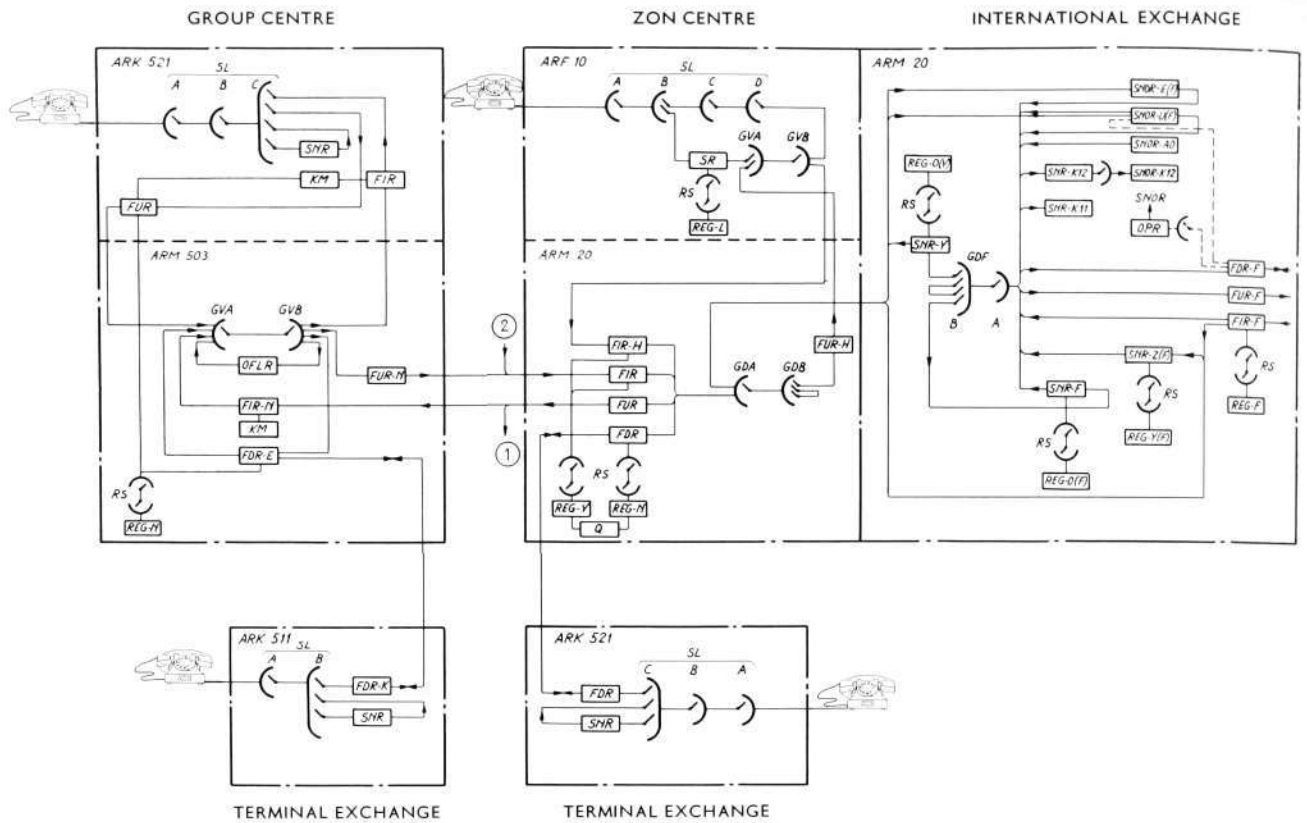 GROUP CENTRE
ZON CENTRE
INTERNATIONAL EXCHANGE
ARK 521
SL
A
B
C
SNR
KM
FIR
FUR
ARM 503
GVA
GVB
OFLR
FUR-N
FIR-N
KM
FDR-E
RS
REG-N
ARF 10
SL
A
B
C
D
GVA
GVB
SR
RS
REG-L
ARM 20
2
FIR-H
FIR
FUR
FDR
1
GDA
GDB
FUR-H
RS
REG-Y
REG-N
Q
ARM 20
SNOR-E(F)
SNOR-U(F)
SNOR-AO
SNR-K12
SNOR-K12
SNR-K11
SNOR
OPR
REG-O(V)
RS
SNR-Y
GDF
B
A
FDR-F
FUR-F
FIR-F
SNR-Z(F)
SNR-F
RS
RS
RS
REG-F
REG-Y(F)
REG-O(F)
ARK 511
SL
A
B
FDR-K
SNR
TERMINAL EXCHANGE
ARK 521
SL
C
B
A
FDR
SNR
TERMINAL EXCHANGE